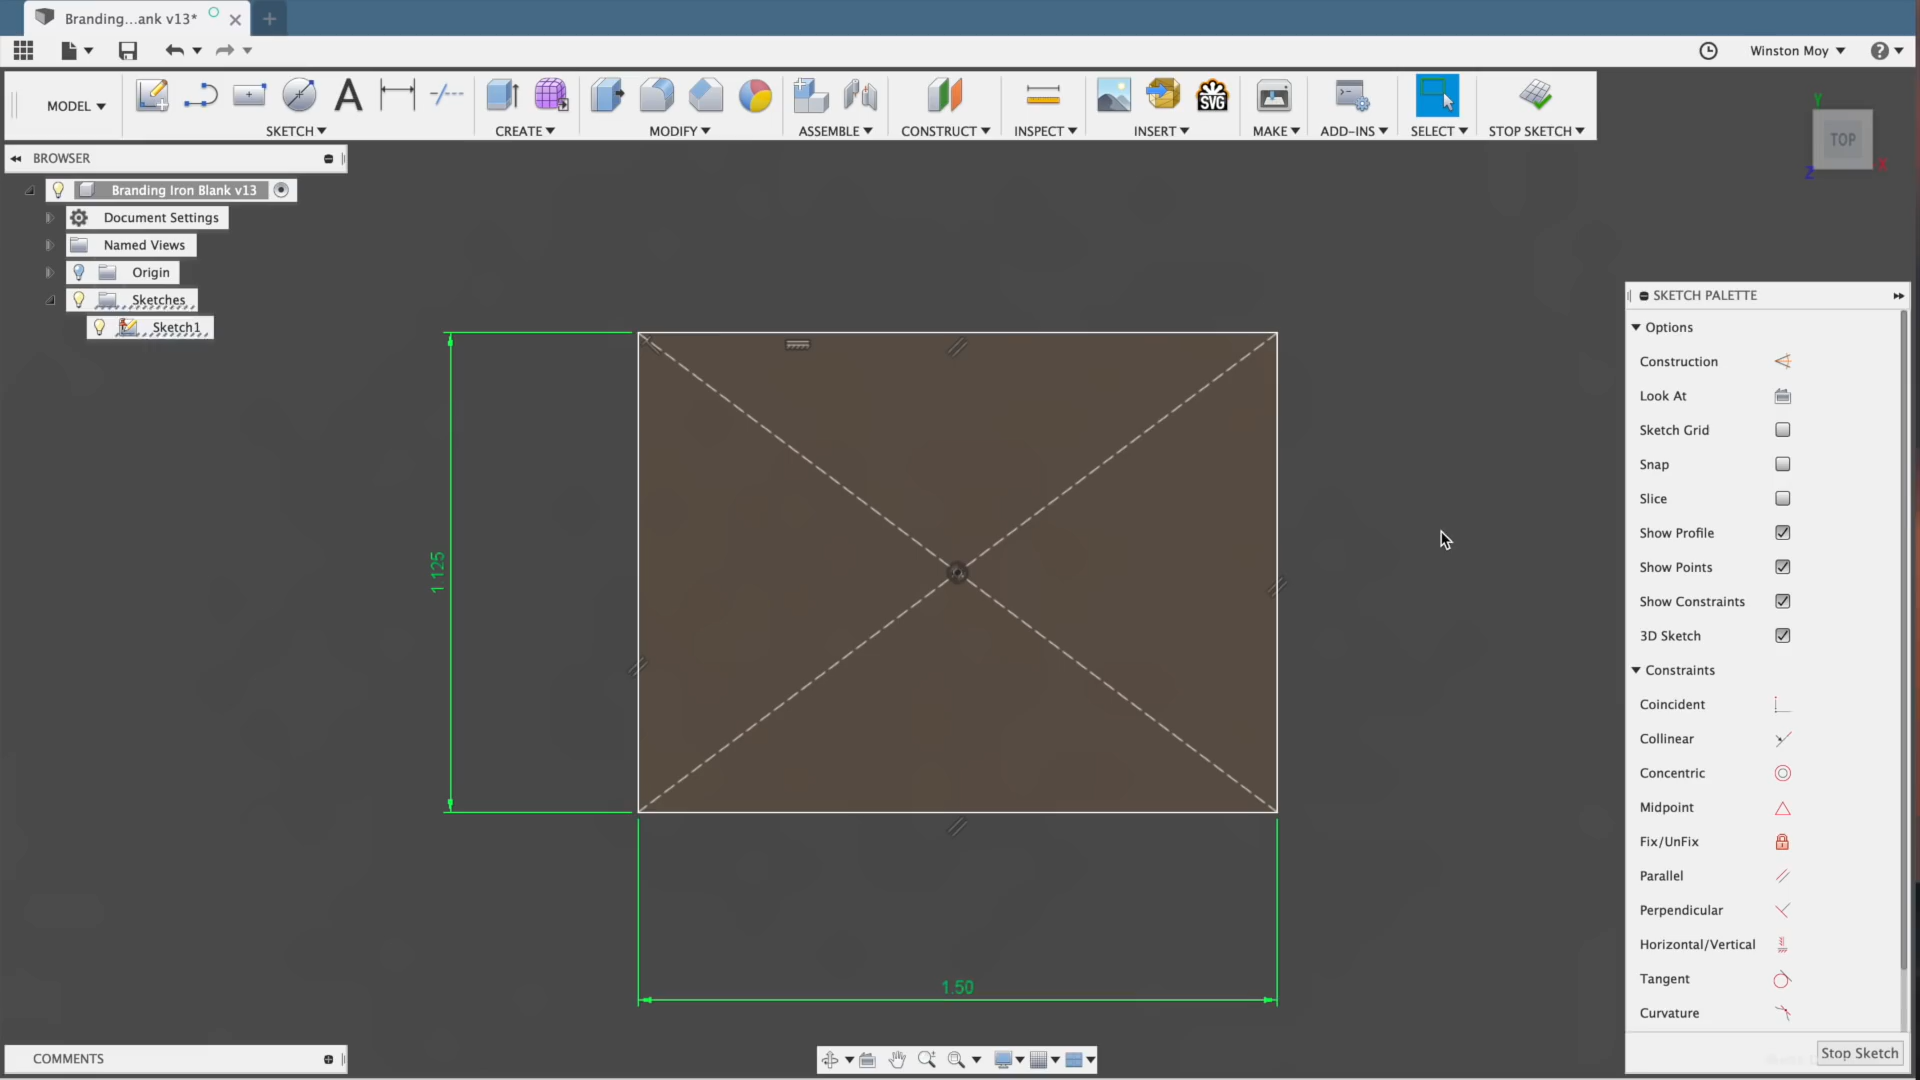 Branding...ank v13*
Winston Moy
MODEL
SKETCH
CREATE
MODIFY
ASSEMBLE
CONSTRUCT
INSPECT
SVG
INSERT
MAKE
ADD-INS
SELECT
STOP SKETCH
Y
TOP
X
Z
BROWSER
Branding Iron Blank v13
Document Settings
Named Views
Origin
Sketches
Sketch1
1.125
1.50
SKETCH PALETTE
Options
Construction
Look At
Sketch Grid
Snap
Slice
Show Profile
Show Points
Show Constraints
3D Sketch
Constraints
Coincident
Collinear
Concentric
Midpoint
Fix/UnFix
Parallel
Perpendicular
Horizontal/Vertical
Tangent
Curvature
Stop Sketch
COMMENTS